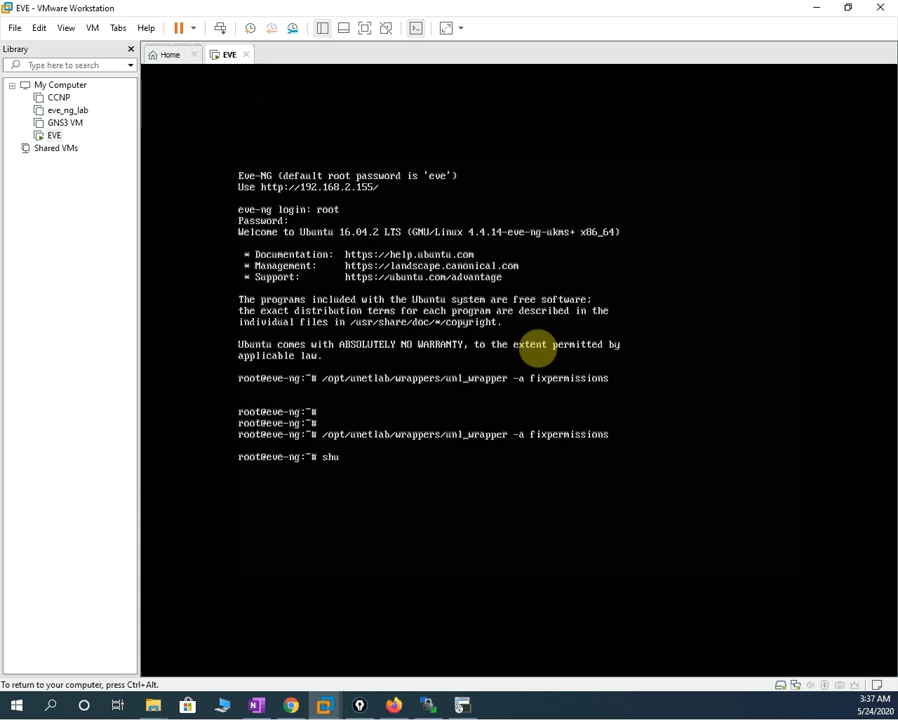 EVE - VMware Workstation
File Edit View VM Tabs Help
Library
Home
EVE
Type here to search
My Computer
CCNP
eve_ng_lab
GNS3 VM
EVE
Shared VMs
Eve-NG (default root password is 'eve')
Use http://192.168.2.155/
eve-ng login: root
Password:
Welcome to Ubuntu 16.04.2 LTS (GNU/Linux 4.4.14-eve-ng-ukms+ x86_64)
* Documentation: https://help.ubuntu.com
* Management: https://landscape.canonical.com
* Support: https://ubuntu.com/advantage
The programs included with the Ubuntu system are free software;
the exact distribution terms for each program are described in the
individual files in /usr/share/doc/*/copyright.
Ubuntu comes with ABSOLUTELY NO WARRANTY, to the extent permitted by
applicable law.
root@eve-ng:~# /opt/unetlab/wrappers/unl_wrapper -a fixpermissions
root@eve-ng:~#
root@eve-ng:~#
root@eve-ng:~# /opt/unetlab/wrappers/unl_wrapper -a fixpermissions
root@eve-ng:~# shu
To return to your computer, press Ctrl+Alt.
3:37 AM
5/24/2020